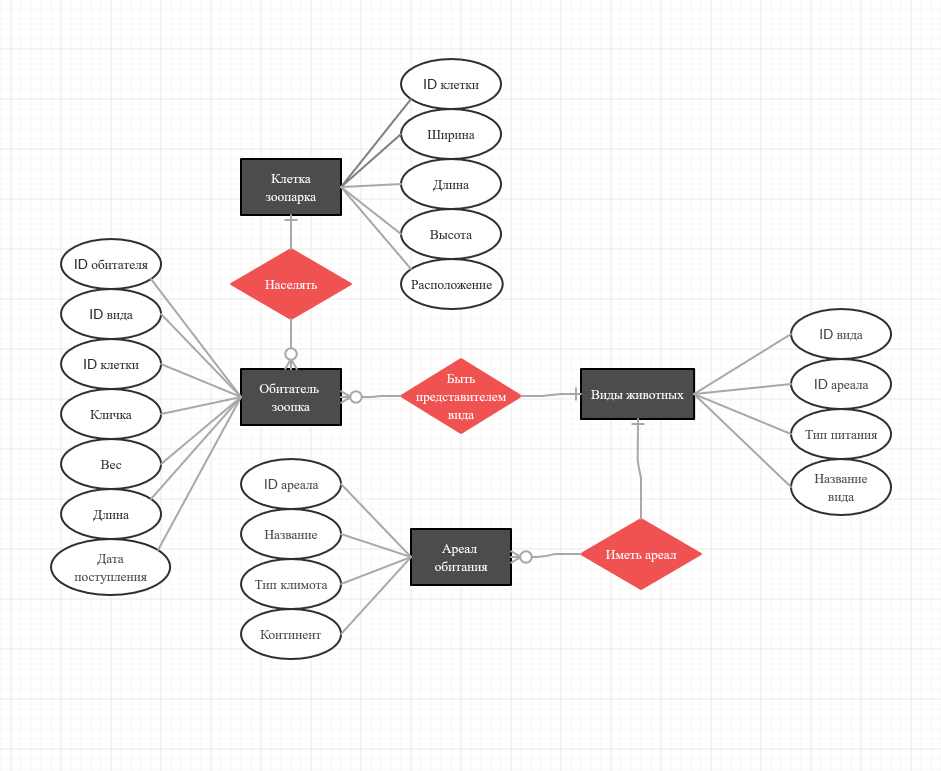 ID клетки
Ширина
Длина
Высота
Расположение
Клетка
зоопарка
Населять
ID обитателя
ID вида
ID клетки
Кличка
Вес
Длина
Дата
поступления
Обитатель
зоопка
Быть
представителем
вида
Виды животных
ID вида
ID ареала
Тип питания
Название
вида
ID ареала
Название
Тип климота
Континент
Ареал
обитания
Иметь ареал